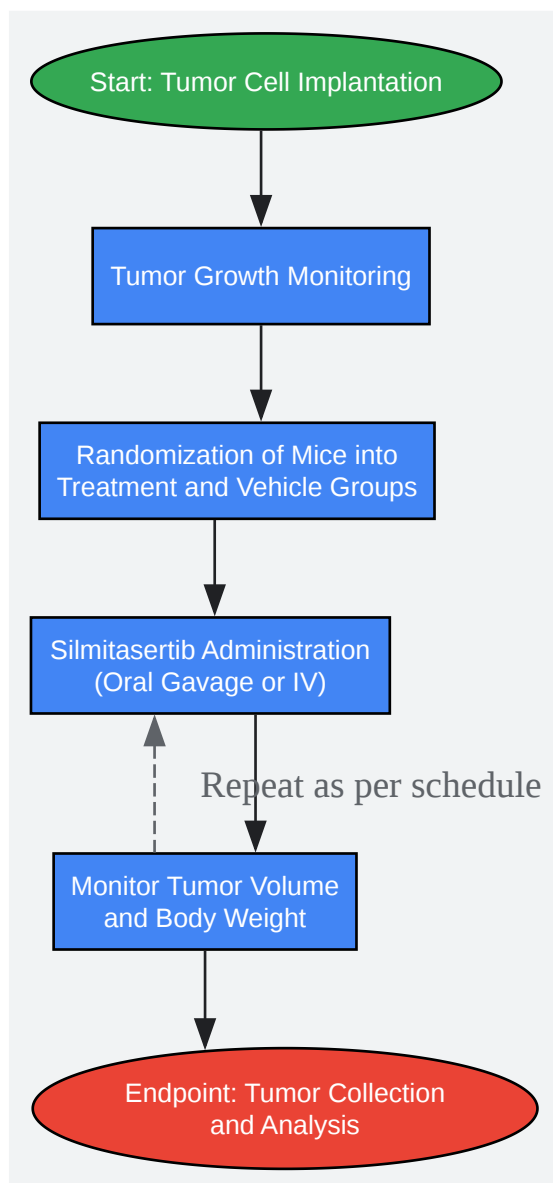 Start: Tumor Cell Implantation
Tumor Growth Monitoring
Randomization of Mice into
Treatment and Vehicle Groups
Silmitasertib Administration
(Oral Gavage or IV)
Repeat as per schedule
Monitor Tumor Volume
and Body Weight
Endpoint: Tumor Collection
and Analysis